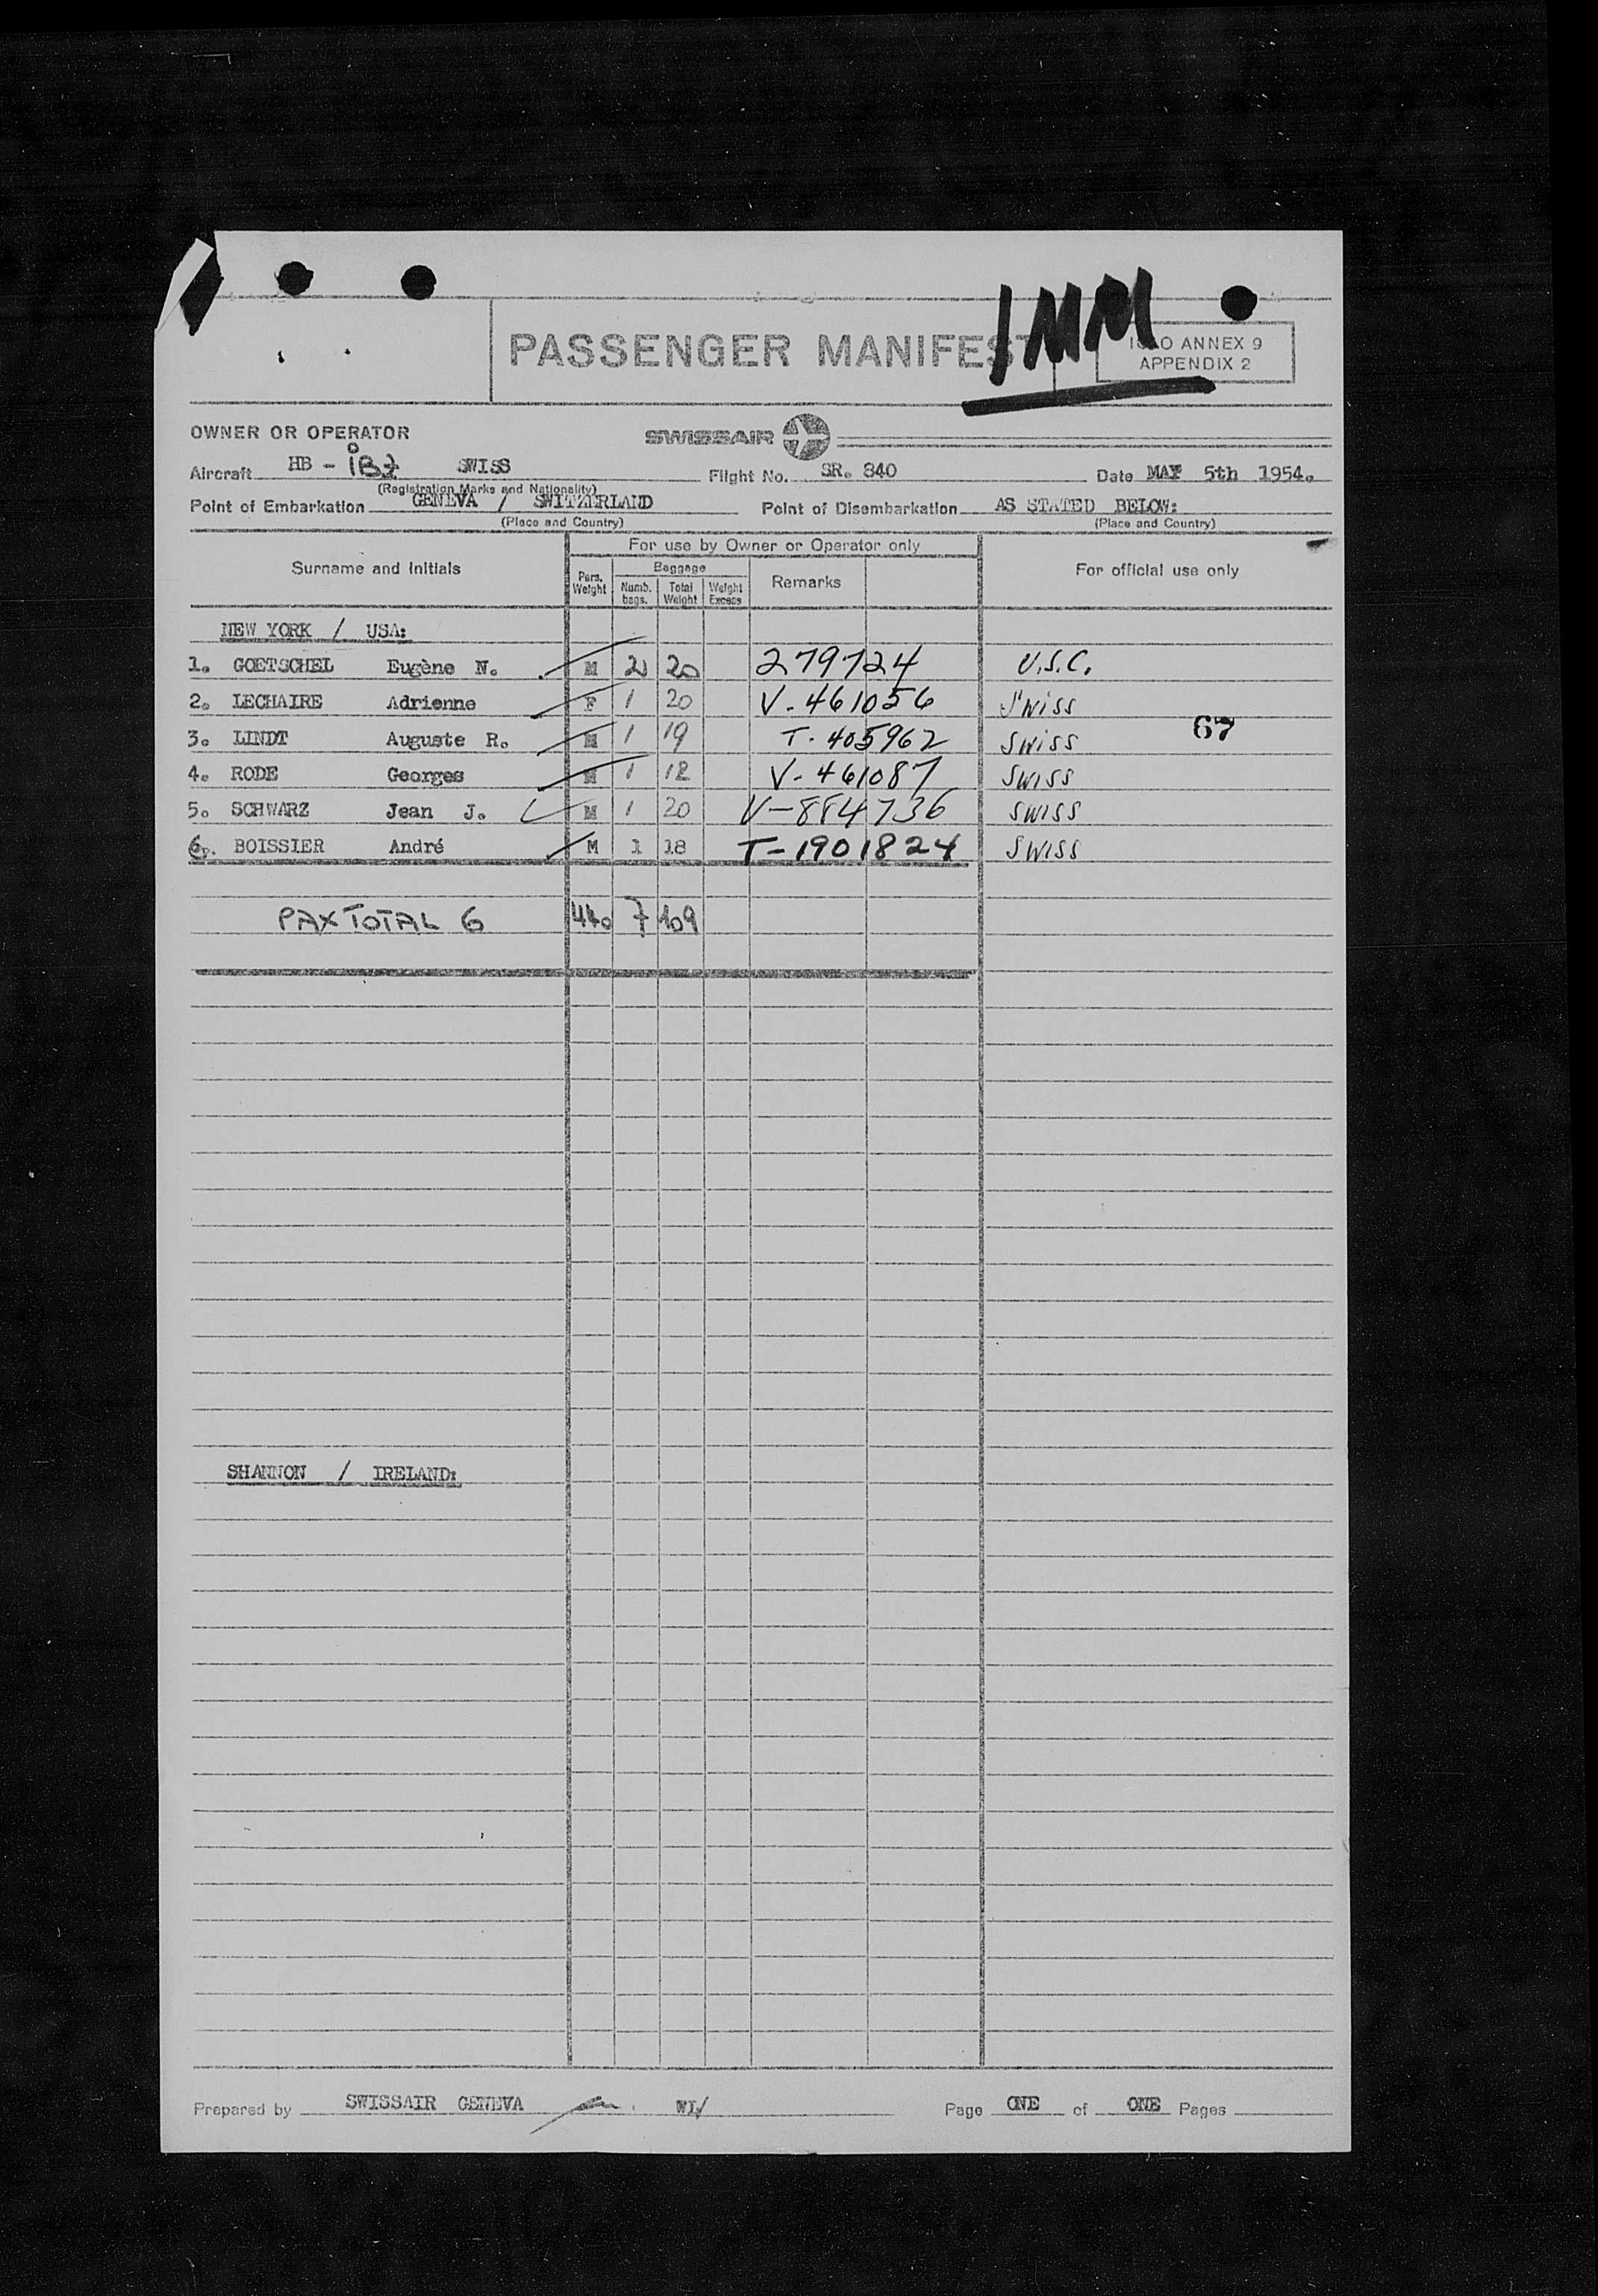 IMM
PASSENGER MANIFEST
ICAO ANNEX 9
APPENDIX 2
OWNER OR OPERATOR SWISSAIR
Aircraft HB - IBZ SWISS Flight No. SR. 840 Date MAY 5th 1954.
(Registration Marks and Nationality)
Point of Embarkation GENEVA / SWITZERLAND Point of Disembarkation AS STATED BELOW:
(Place and Country) (Place and Country)
For use by Owner or Operator only
Surname and Initials Pers. Weight Baggage Numb. bags. Total Weight Weight Excess Remarks For official use only
NEW YORK / USA:
1. GOETSCHEL Eugène N. M 2 20 279724 U.S.C.
2. LECHAIRE Adrienne F 1 20 V-461056 Swiss
3. LINDT Auguste R. M 1 19 T-405962 Swiss
67
4. RODE Georges M 1 12 V-461087 Swiss
5. SCHWARZ Jean J. M 1 20 V-884736 Swiss
6. BOISSIER André M 1 18 T-1901824 Swiss
PAX TOTAL 6 440 7 109
SHANNON / IRELAND:
Prepared by SWISSAIR GENEVA WI/ Page ONE of ONE Pages